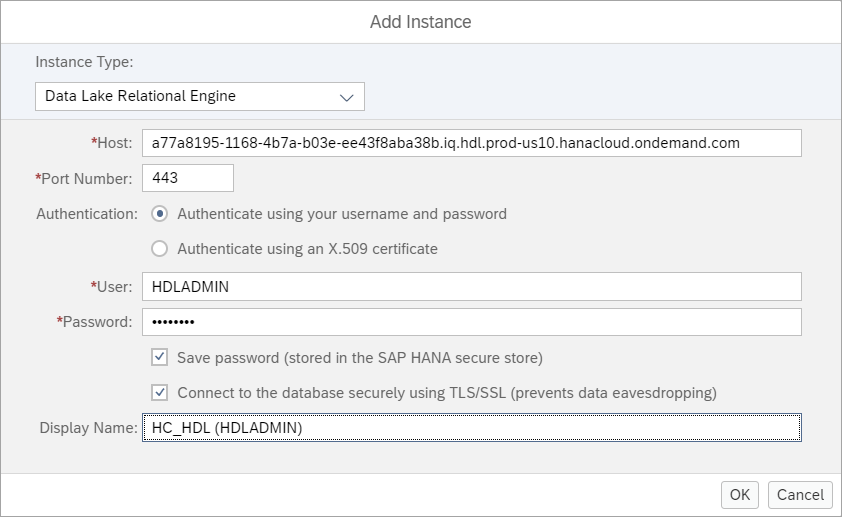 Add Instance
Instance Type:
Data Lake Relational Engine
*Host: a77a8195-1168-4b7a-b03e-ee43f8aba38b.iq.hdl.prod-us10.hanacloud.ondemand.com
*Port Number: 443
Authentication: Authenticate using your username and password
Authenticate using an X.509 certificate
*User: HDLADMIN
*Password: ••••••••
Save password (stored in the SAP HANA secure store)
Connect to the database securely using TLS/SSL (prevents data eavesdropping)
Display Name: HC_HDL (HDLADMIN)
OK Cancel